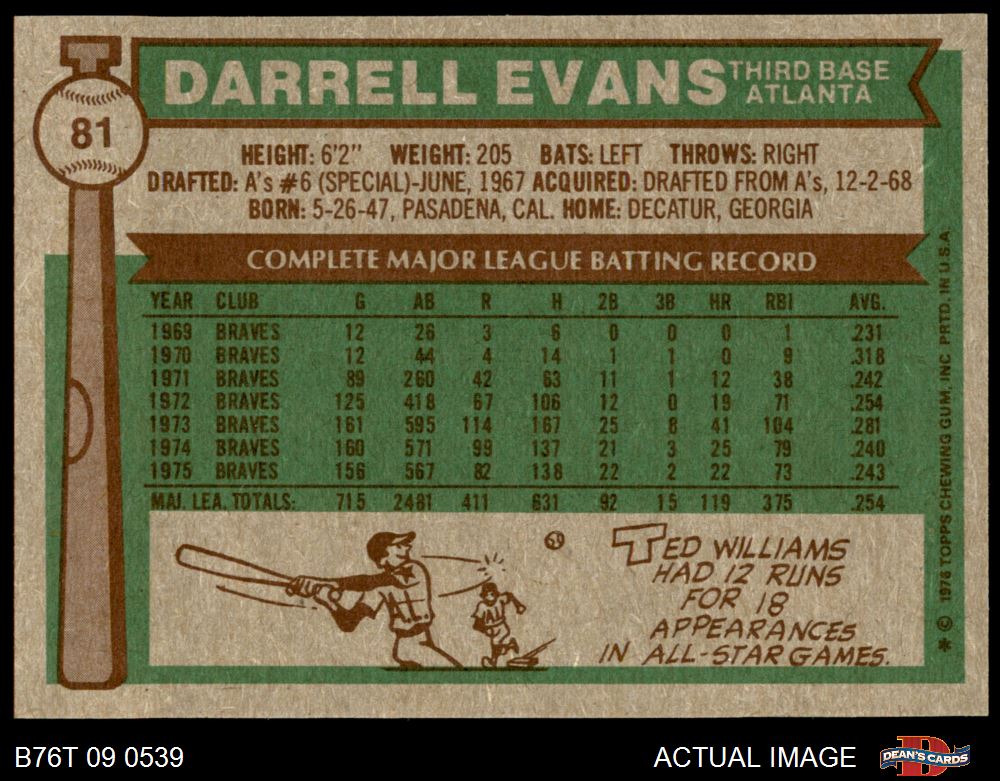 81
DARRELL EVANS THIRD BASE
ATLANTA
HEIGHT: 6'2" WEIGHT: 205 BATS: LEFT THROWS: RIGHT
DRAFTED: A's #6 (SPECIAL)-JUNE, 1967 ACQUIRED: DRAFTED FROM A's, 12-2-68
BORN: 5-26-47, PASADENA, CAL. HOME: DECATUR, GEORGIA
COMPLETE MAJOR LEAGUE BATTING RECORD
YEAR CLUB G AB R H 2B 3B HR RBI AVG.
1969 BRAVES 12 26 3 6 0 0 0 1 .231
1970 BRAVES 12 44 4 14 1 1 0 9 .318
1971 BRAVES 89 260 42 63 11 1 12 38 .242
1972 BRAVES 125 418 67 106 12 0 19 71 .254
1973 BRAVES 161 595 114 167 25 8 41 104 .281
1974 BRAVES 160 571 99 137 21 3 25 79 .240
1975 BRAVES 156 567 82 138 22 2 22 73 .243
MAJ. LEA. TOTALS: 715 2481 411 631 92 15 119 375 .254
TED WILLIAMS
HAD 12 RUNS
FOR 18
APPEARANCES
IN ALL-STAR GAMES.
* © 1976 TOPPS CHEWING GUM, INC. PRTD. IN U.S.A.
B76T 09 0539 ACTUAL IMAGE DEAN'S CARDS